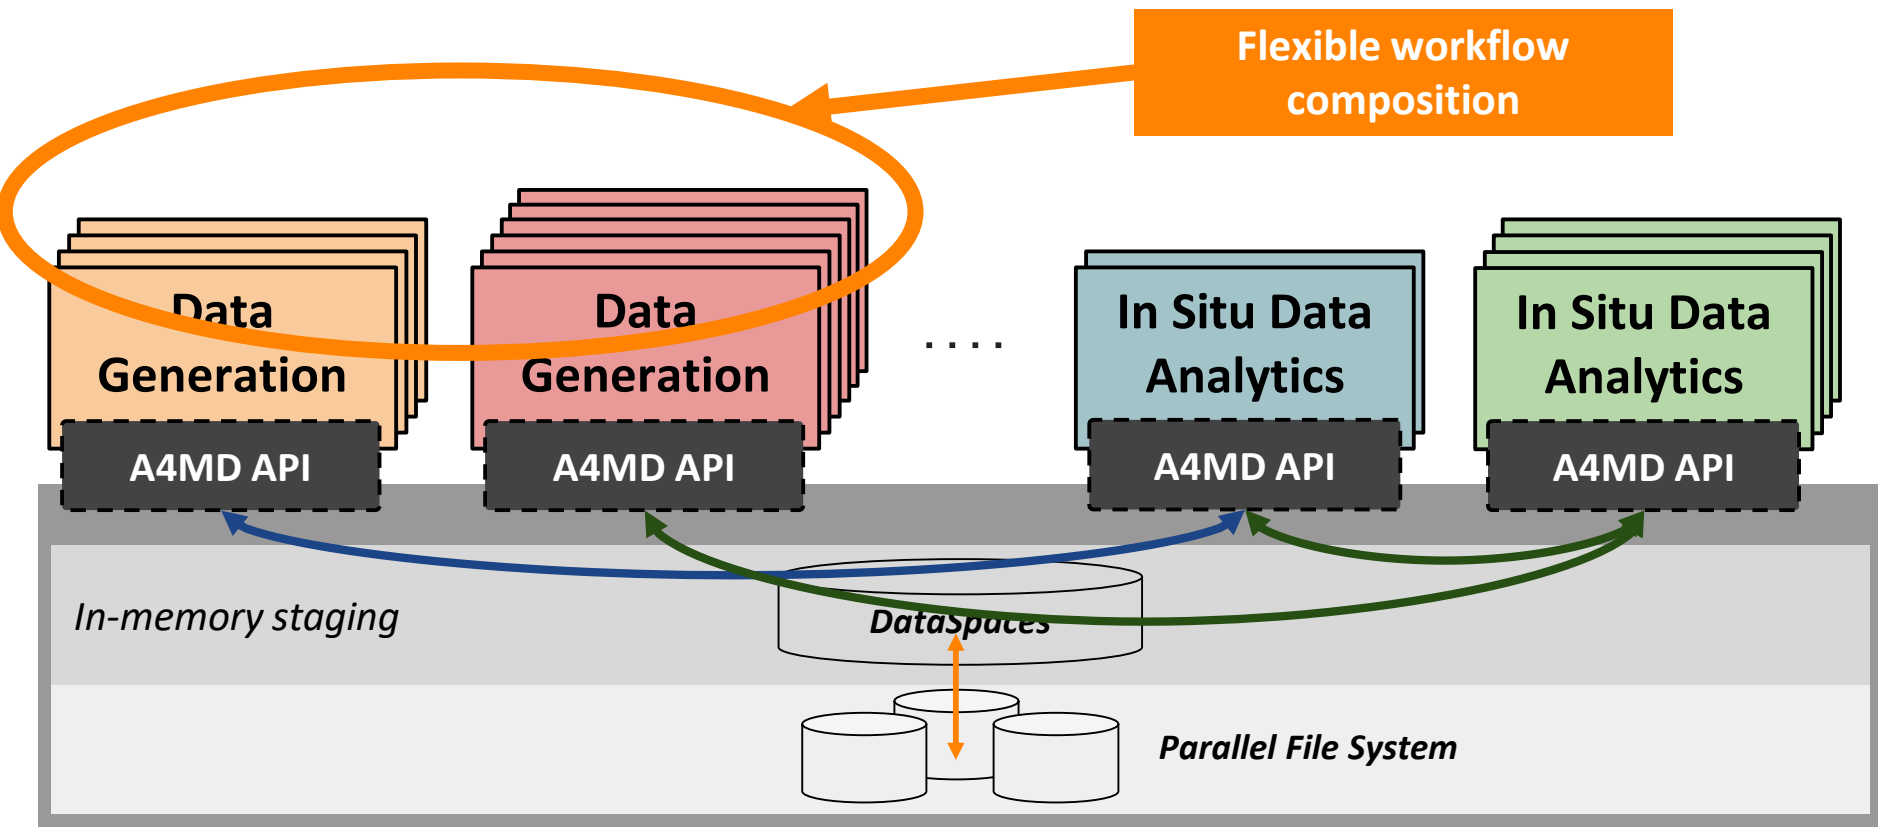 Flexible workflow
composition
Data
Generation
Data
Generation
. . . .
In Situ Data
Analytics
In Situ Data
Analytics
A4MD API
A4MD API
A4MD API
A4MD API
In-memory staging
DataSpaces
Parallel File System